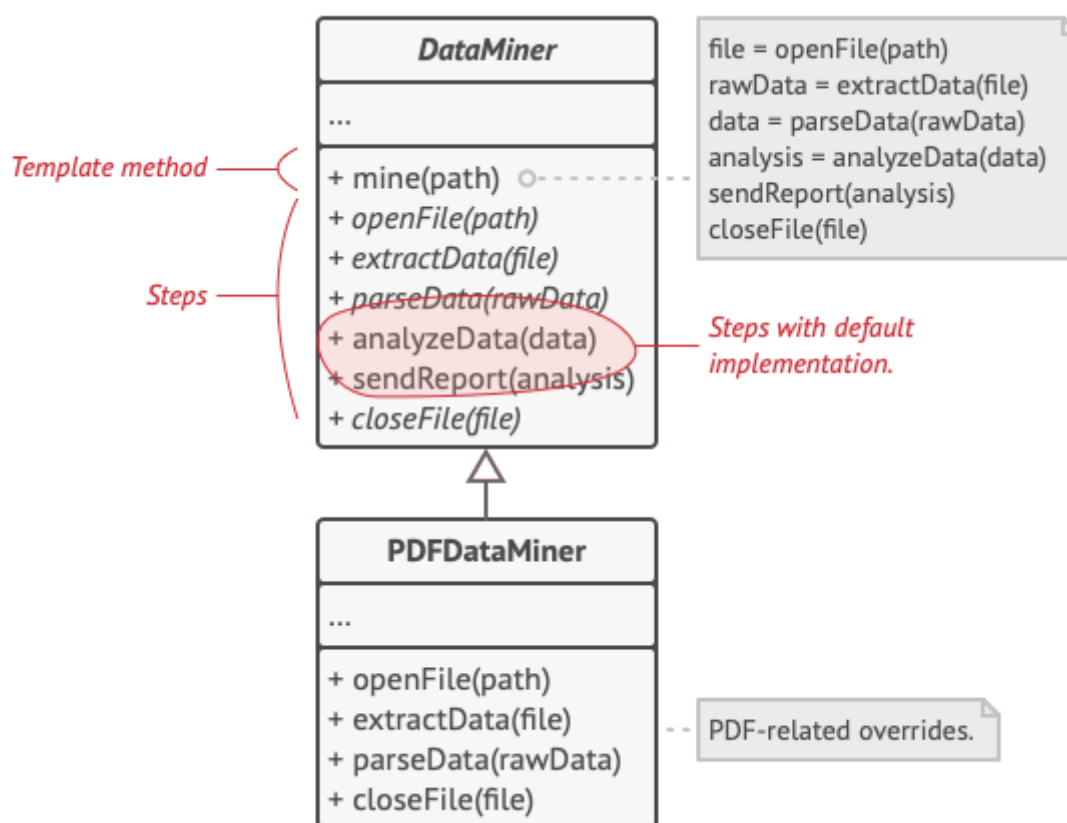 DataMiner
...
Template method
+ mine(path)
+ openFile(path)
+ extractData(file)
+ parseData(rawData)
+ analyzeData(data)
+ sendReport(analysis)
+ closeFile(file)
Steps
Steps with default
implementation.
file = openFile(path)
rawData = extractData(file)
data = parseData(rawData)
analysis = analyzeData(data)
sendReport(analysis)
closeFile(file)
PDFDataMiner
...
+ openFile(path)
+ extractData(file)
+ parseData(rawData)
+ closeFile(file)
PDF-related overrides.